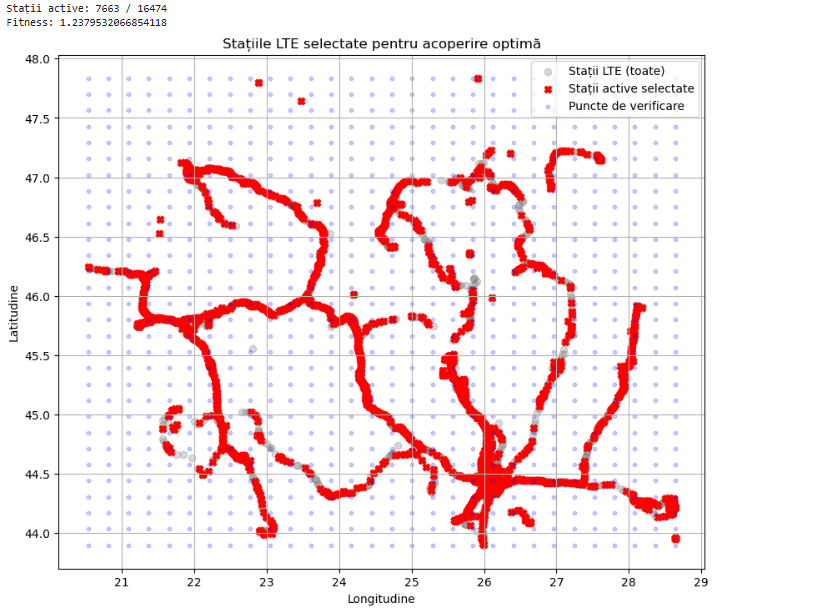 Stații active: 7663 / 16474
Fitness: 1.2379532066854118
Stațiile LTE selectate pentru acoperire optimă
48.0
Stații LTE (toate)
Stații active selectate
Puncte de verificare
47.5
47.0
46.5
46.0
45.5
45.0
44.5
44.0
Latitudine
21 22 23 24 25 26 27 28 29
Longitudine